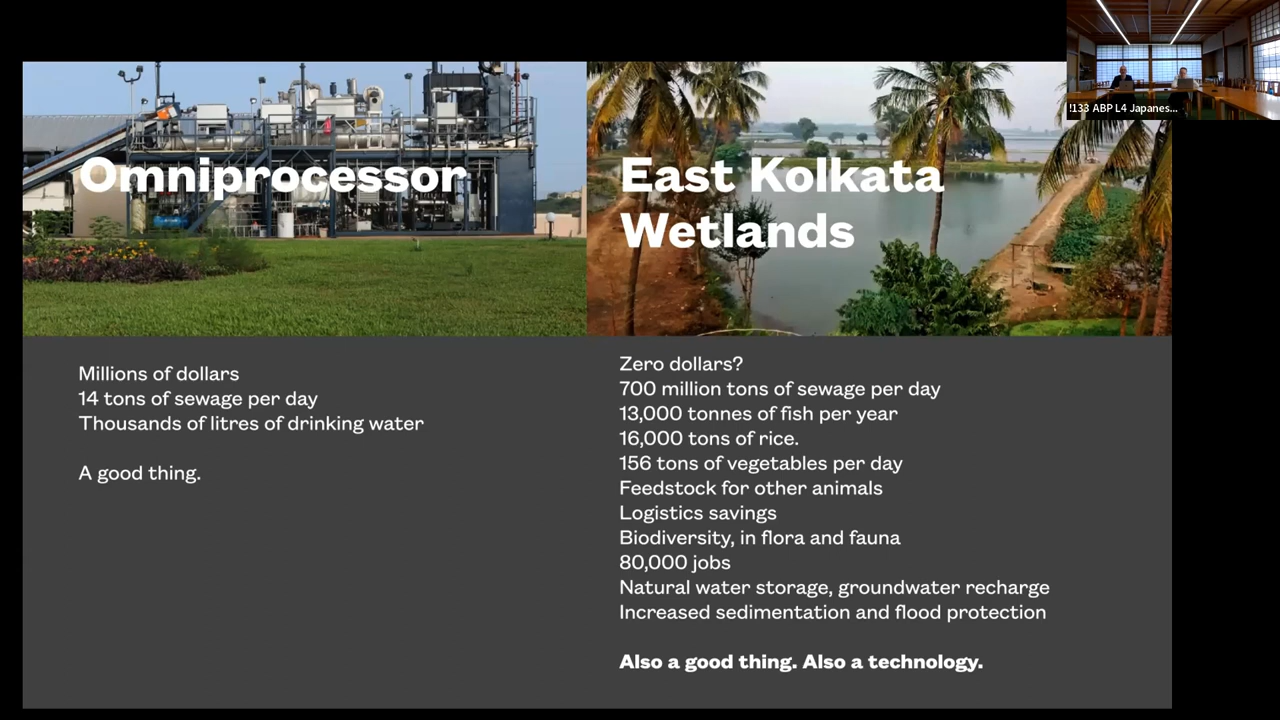 Omniprocessor
Millions of dollars
14 tons of sewage per day
Thousands of litres of drinking water
A good thing.
East Kolkata
Wetlands
Zero dollars?
700 million tons of sewage per day
13,000 tonnes of fish per year
16,000 tons of rice.
156 tons of vegetables per day
Feedstock for other animals
Logistics savings
Biodiversity, in flora and fauna
80,000 jobs
Natural water storage, groundwater recharge
Increased sedimentation and flood protection
Also a good thing. Also a technology.
!133 ABP L4 Japanes...